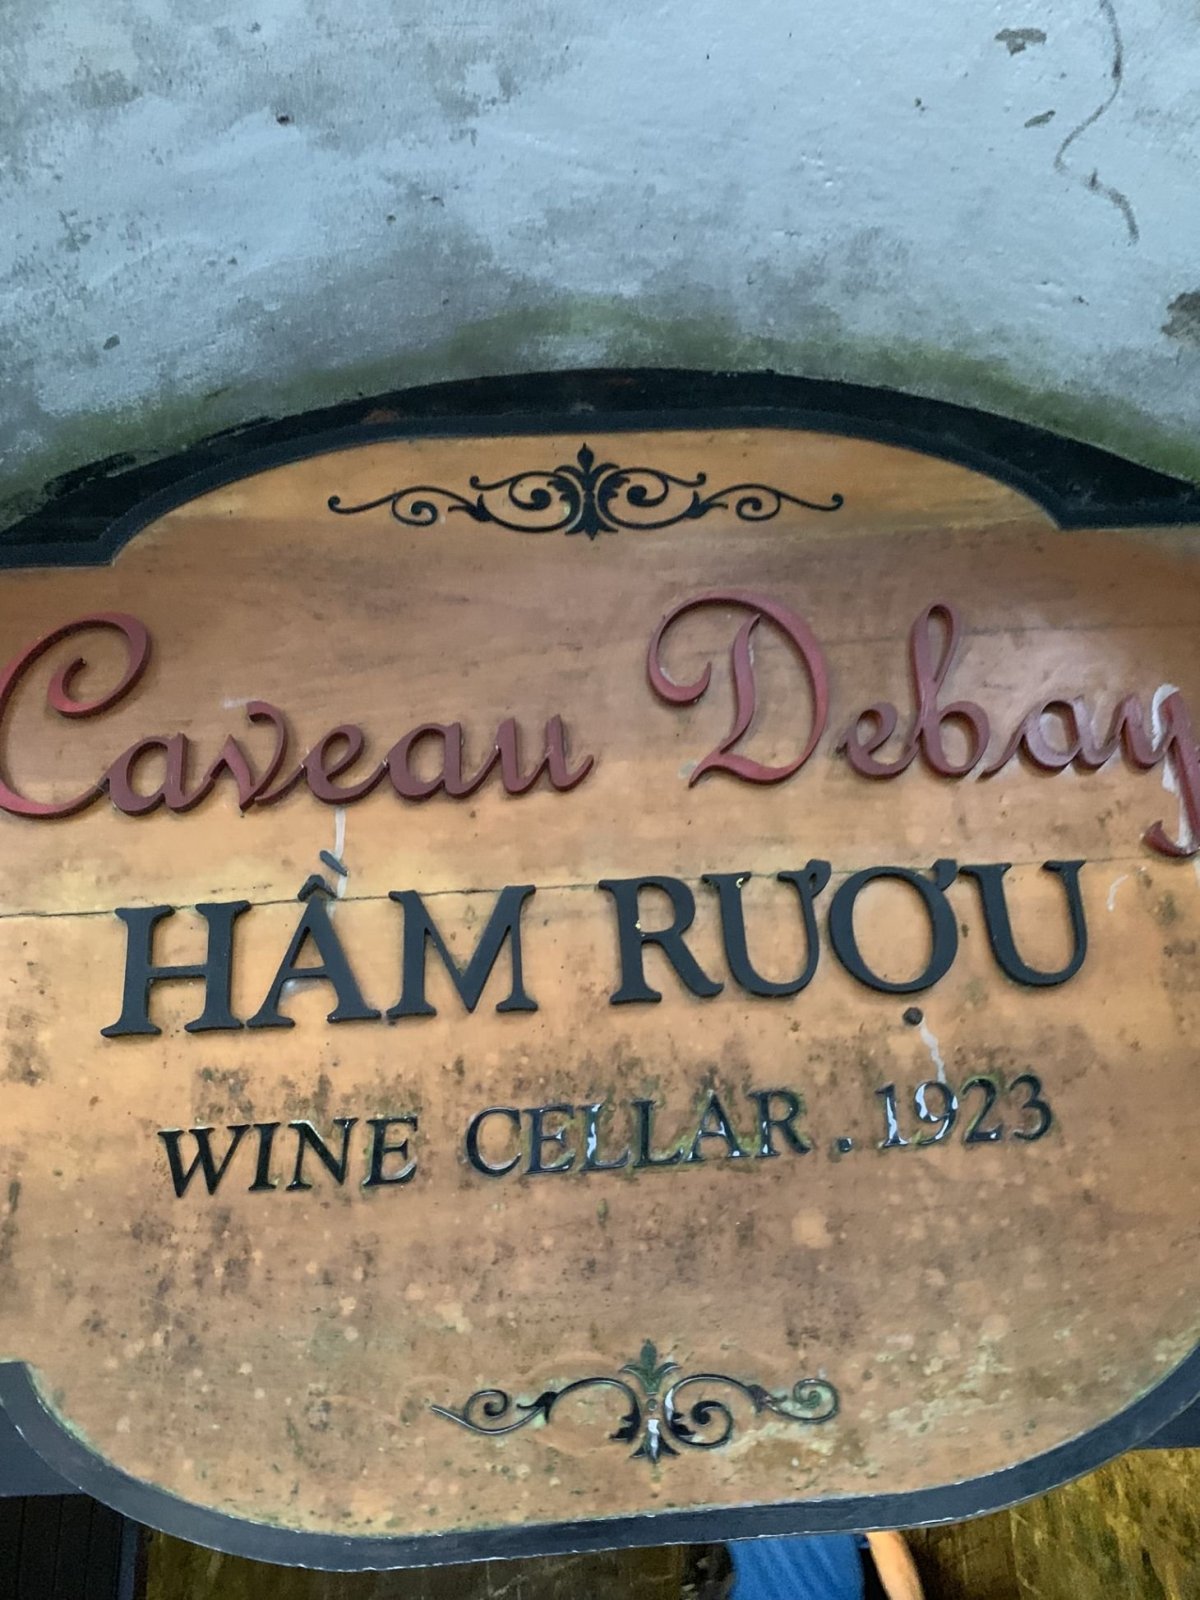 Caveau Debay
HẦM RƯỢU
WINE CELLAR . 1923